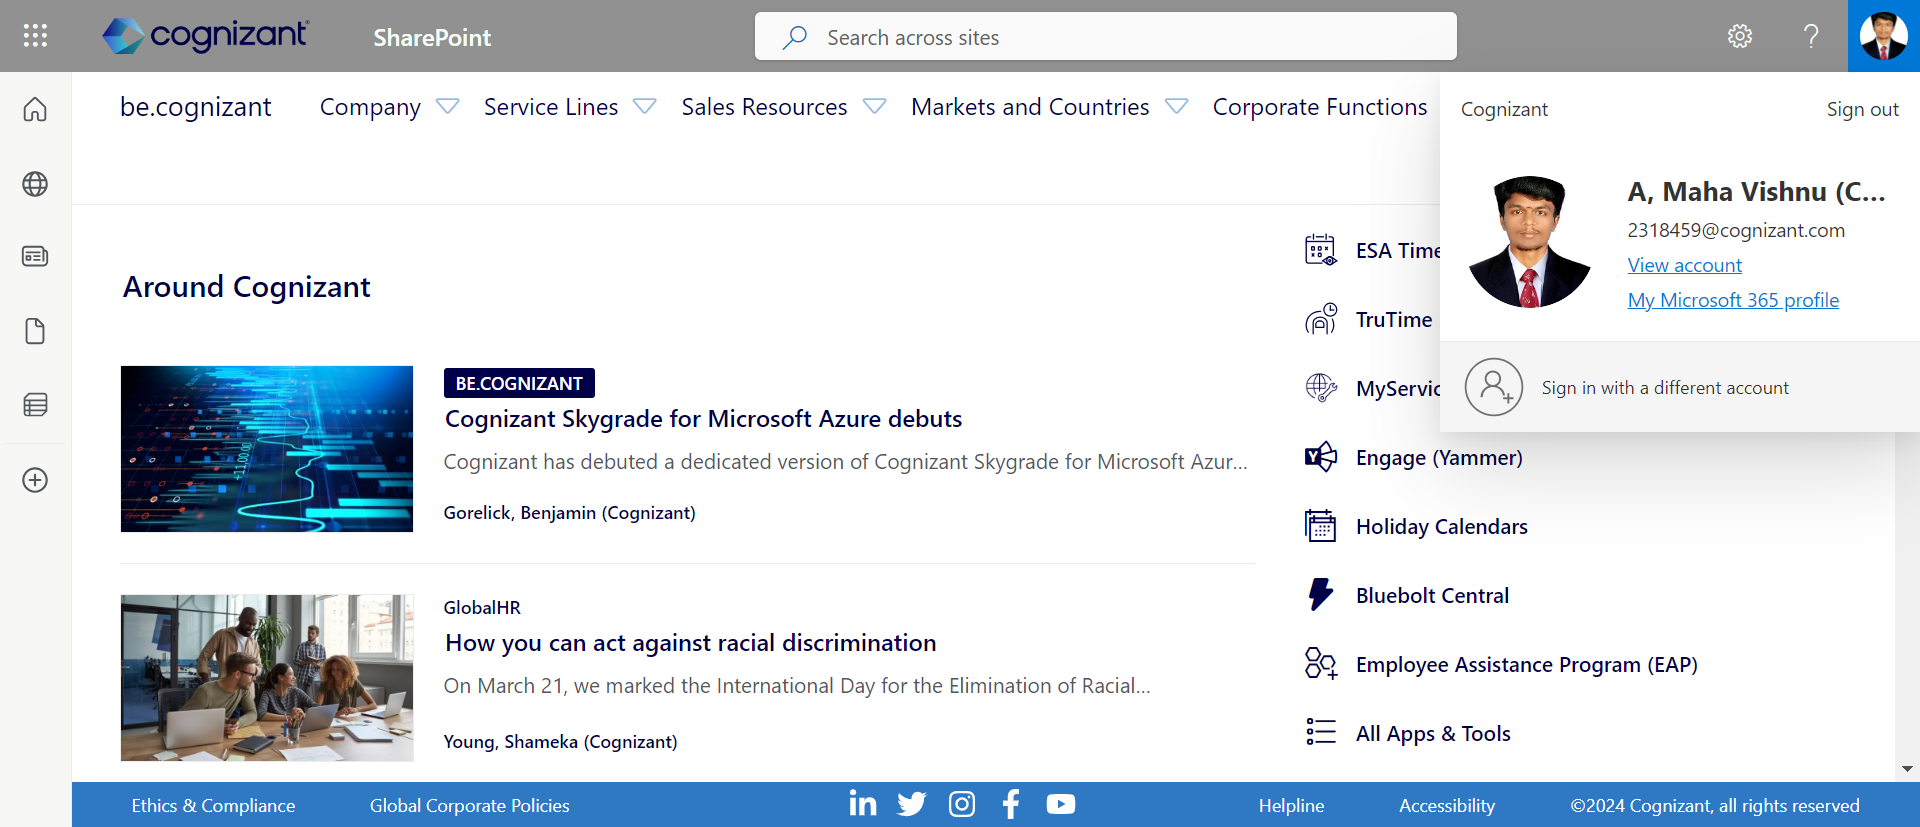 cognizant
SharePoint
Search across sites
be.cognizant
Company
Service Lines
Sales Resources
Markets and Countries
Corporate Functions
Cognizant
Sign out
A, Maha Vishnu (C...
2318459@cognizant.com
View account
My Microsoft 365 profile
Sign in with a different account
Around Cognizant
BE.COGNIZANT
Cognizant Skygrade for Microsoft Azure debuts
Cognizant has debuted a dedicated version of Cognizant Skygrade for Microsoft Azur...
Gorelick, Benjamin (Cognizant)
GlobalHR
How you can act against racial discrimination
On March 21, we marked the International Day for the Elimination of Racial...
Young, Shameka (Cognizant)
ESA Time
TruTime
MyServic
Engage (Yammer)
Holiday Calendars
Bluebolt Central
Employee Assistance Program (EAP)
All Apps & Tools
Ethics & Compliance
Global Corporate Policies
Helpline
Accessibility
©2024 Cognizant, all rights reserved